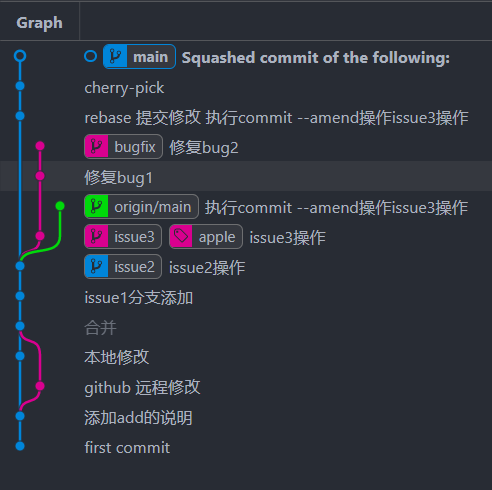 Graph
main Squashed commit of the following:
cherry-pick
rebase 提交修改 执行commit --amend操作issue3操作
bugfix 修复bug2
修复bug1
origin/main 执行commit --amend操作issue3操作
issue3 apple issue3操作
issue2 issue2操作
issue1分支添加
合并
本地修改
github 远程修改
添加add的说明
first commit